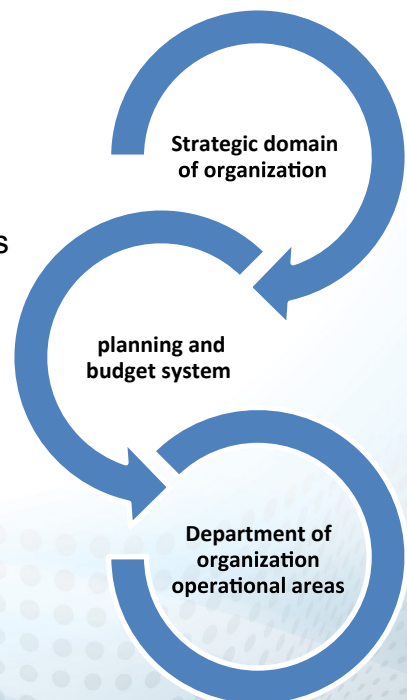 Strategic domain
of organization
s
planning and
budget system
Department of
organization
operational areas